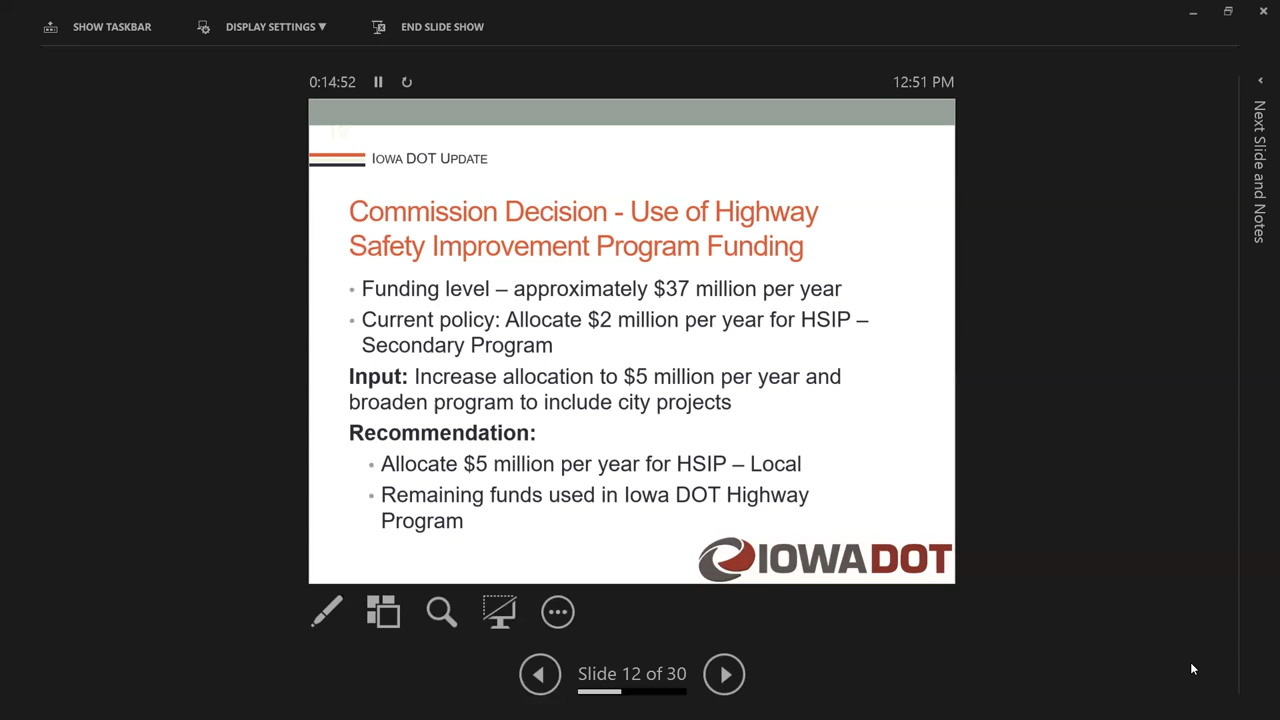 SHOW TASKBAR
DISPLAY SETTINGS ▼
END SLIDE SHOW
0:14:52
12:51 PM
IOWA DOT UPDATE
Commission Decision - Use of Highway
Safety Improvement Program Funding
• Funding level – approximately $37 million per year
• Current policy: Allocate $2 million per year for HSIP –
Secondary Program
Input: Increase allocation to $5 million per year and
broaden program to include city projects
Recommendation:
• Allocate $5 million per year for HSIP – Local
• Remaining funds used in Iowa DOT Highway
Program
IOWADOT
Slide 12 of 30
Next Slide and Notes